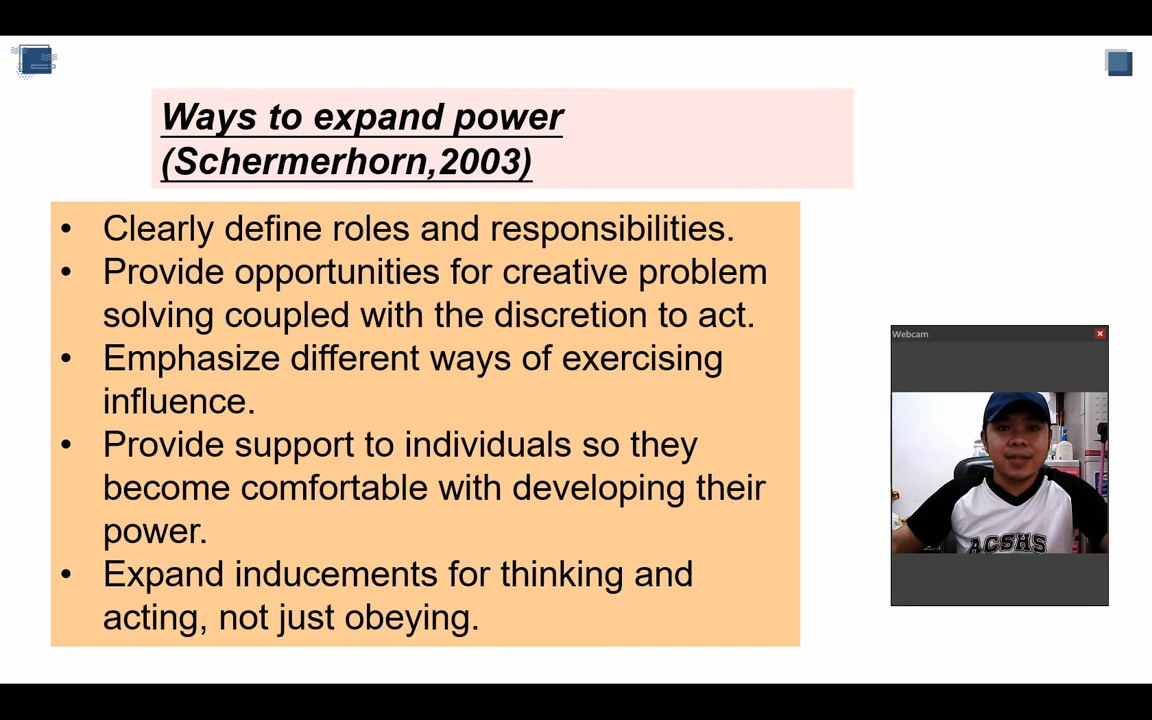 Ways to expand power
(Schermerhorn,2003)
• Clearly define roles and responsibilities.
• Provide opportunities for creative problem
solving coupled with the discretion to act.
• Emphasize different ways of exercising
influence.
• Provide support to individuals so they
become comfortable with developing their
power.
• Expand inducements for thinking and
acting, not just obeying.
Webcam
ACSHS